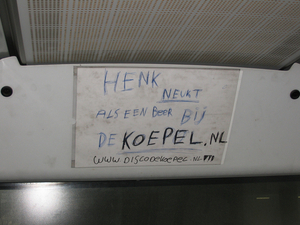 HENK
NEUKT
ALS EEN BEER BIJ
DE KOEPEL.NL
WWW.DISCODEKOEPEL.NL !!!